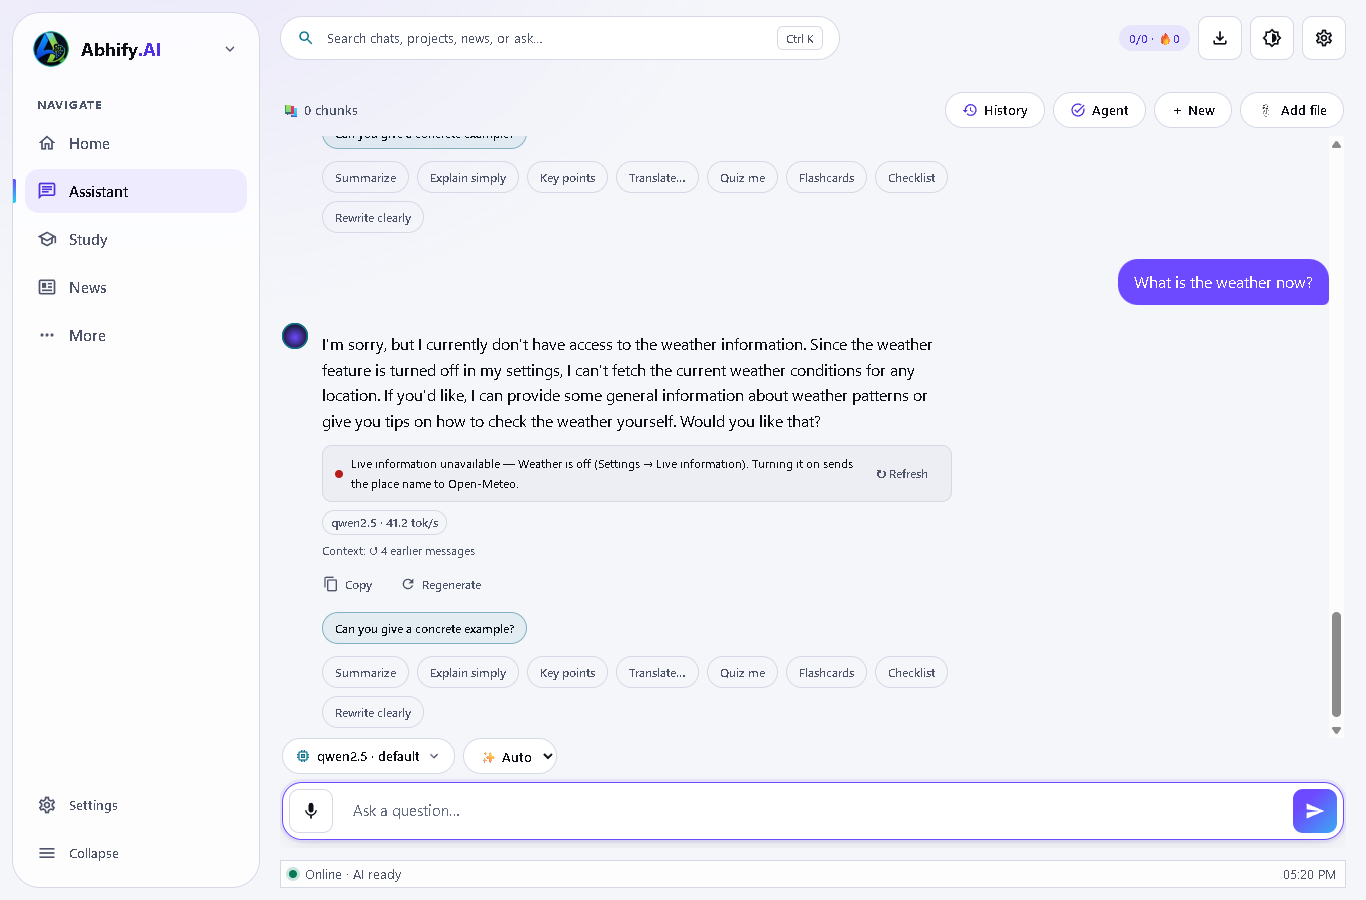 Abhify.AI
NAVIGATE
Home
Assistant
Study
News
More
Settings
Collapse
Search chats, projects, news, or ask...
Ctrl K
0/0 · 🔥 0
0 chunks
History
Agent
+ New
Add file
Can you give a concrete example?
Summarize
Explain simply
Key points
Translate...
Quiz me
Flashcards
Checklist
Rewrite clearly
What is the weather now?
I'm sorry, but I currently don't have access to the weather information. Since the weather
feature is turned off in my settings, I can't fetch the current weather conditions for any
location. If you'd like, I can provide some general information about weather patterns or
give you tips on how to check the weather yourself. Would you like that?
Live information unavailable — Weather is off (Settings → Live information). Turning it on sends
the place name to Open-Meteo.
↻ Refresh
qwen2.5 · 41.2 tok/s
Context: ↺ 4 earlier messages
Copy
Regenerate
Can you give a concrete example?
Summarize
Explain simply
Key points
Translate...
Quiz me
Flashcards
Checklist
Rewrite clearly
qwen2.5 · default
✨ Auto
Ask a question...
Online · AI ready
05:20 PM